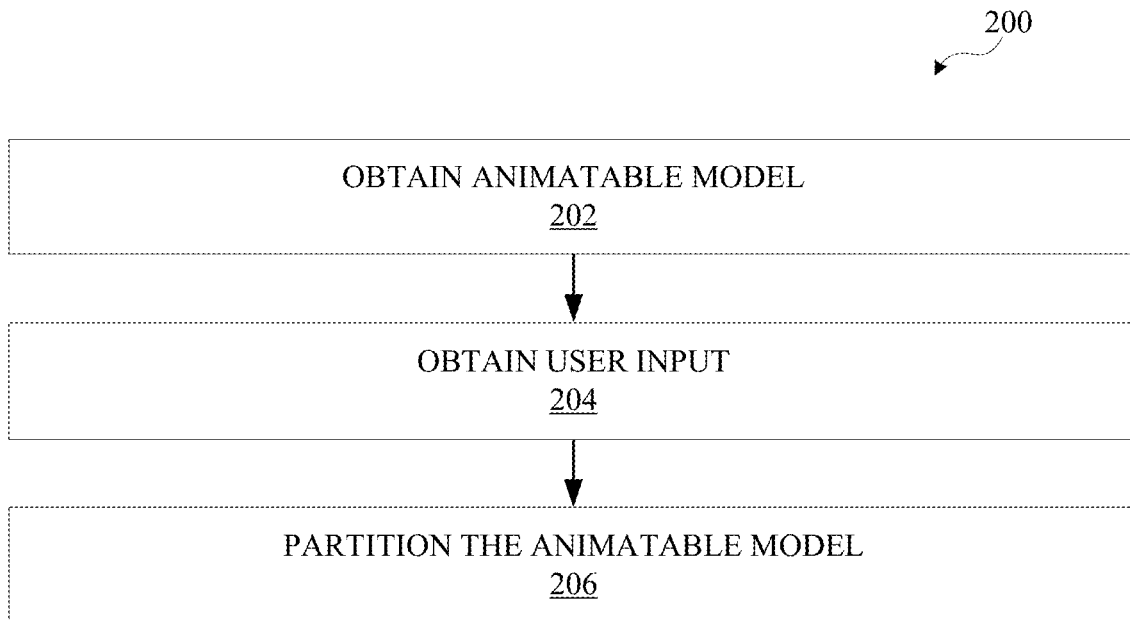 200
OBTAIN ANIMATABLE MODEL
202
OBTAIN USER INPUT
204
PARTITION THE ANIMATABLE MODEL
206